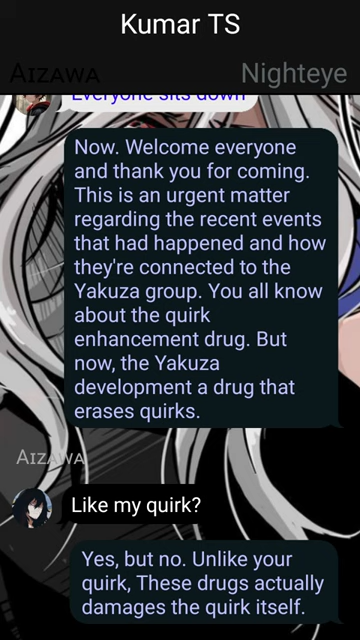 Kumar TS
AIZAWA
Nighteye
Everyone sits down
Now. Welcome everyone
and thank you for coming.
This is an urgent matter
regarding the recent events
that had happened and how
they're connected to the
Yakuza group. You all know
about the quirk
enhancement drug. But
now, the Yakuza
development a drug that
erases quirks.
AIZAWA
Like my quirk?
Yes, but no. Unlike your
quirk, These drugs actually
damages the quirk itself.